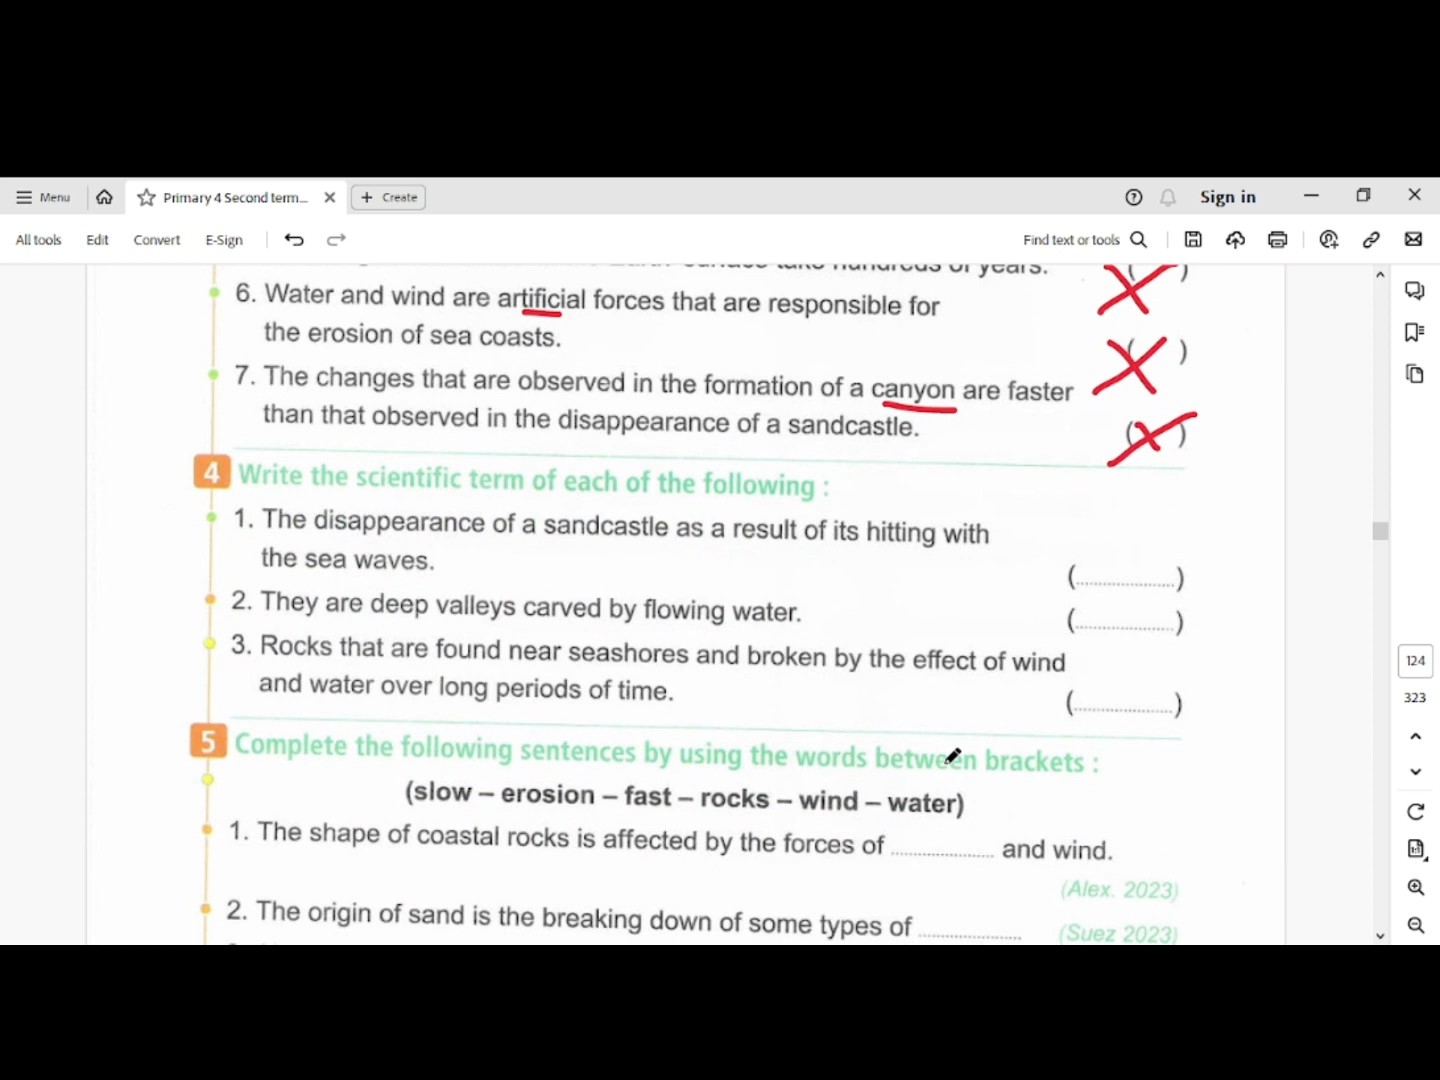 Menu
Primary 4 Second term...
Create
Sign in
All tools
Edit
Convert
E-Sign
Find text or tools
Earth surface take hundreds of years. ( )
6. Water and wind are artificial forces that are responsible for
the erosion of sea coasts. ( )
7. The changes that are observed in the formation of a canyon are faster
than that observed in the disappearance of a sandcastle. ( )
4 Write the scientific term of each of the following :
1. The disappearance of a sandcastle as a result of its hitting with
the sea waves. (....................)
2. They are deep valleys carved by flowing water. (....................)
3. Rocks that are found near seashores and broken by the effect of wind
and water over long periods of time. (....................)
5 Complete the following sentences by using the words between brackets :
(slow – erosion – fast – rocks – wind – water)
1. The shape of coastal rocks is affected by the forces of .................... and wind.
(Alex. 2023)
2. The origin of sand is the breaking down of some types of .................... (Suez 2023)
124
323